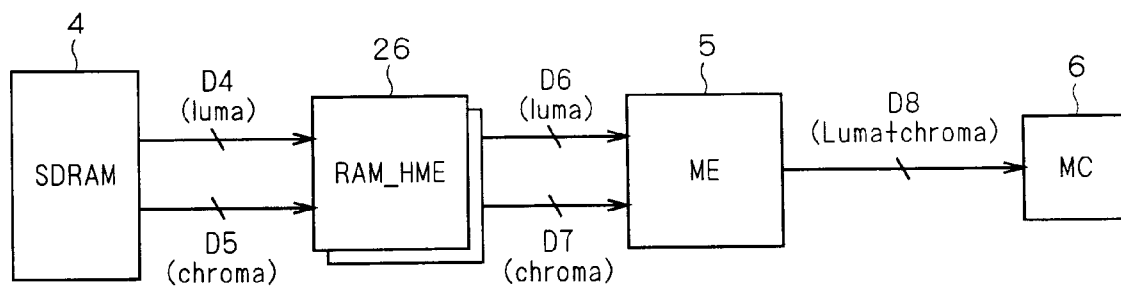 4
26
5
6
D4
(luma)
D6
(luma)
D8
(Luma+chroma)
SDRAM
RAM_HME
ME
MC
D5
(chroma)
D7
(chroma)